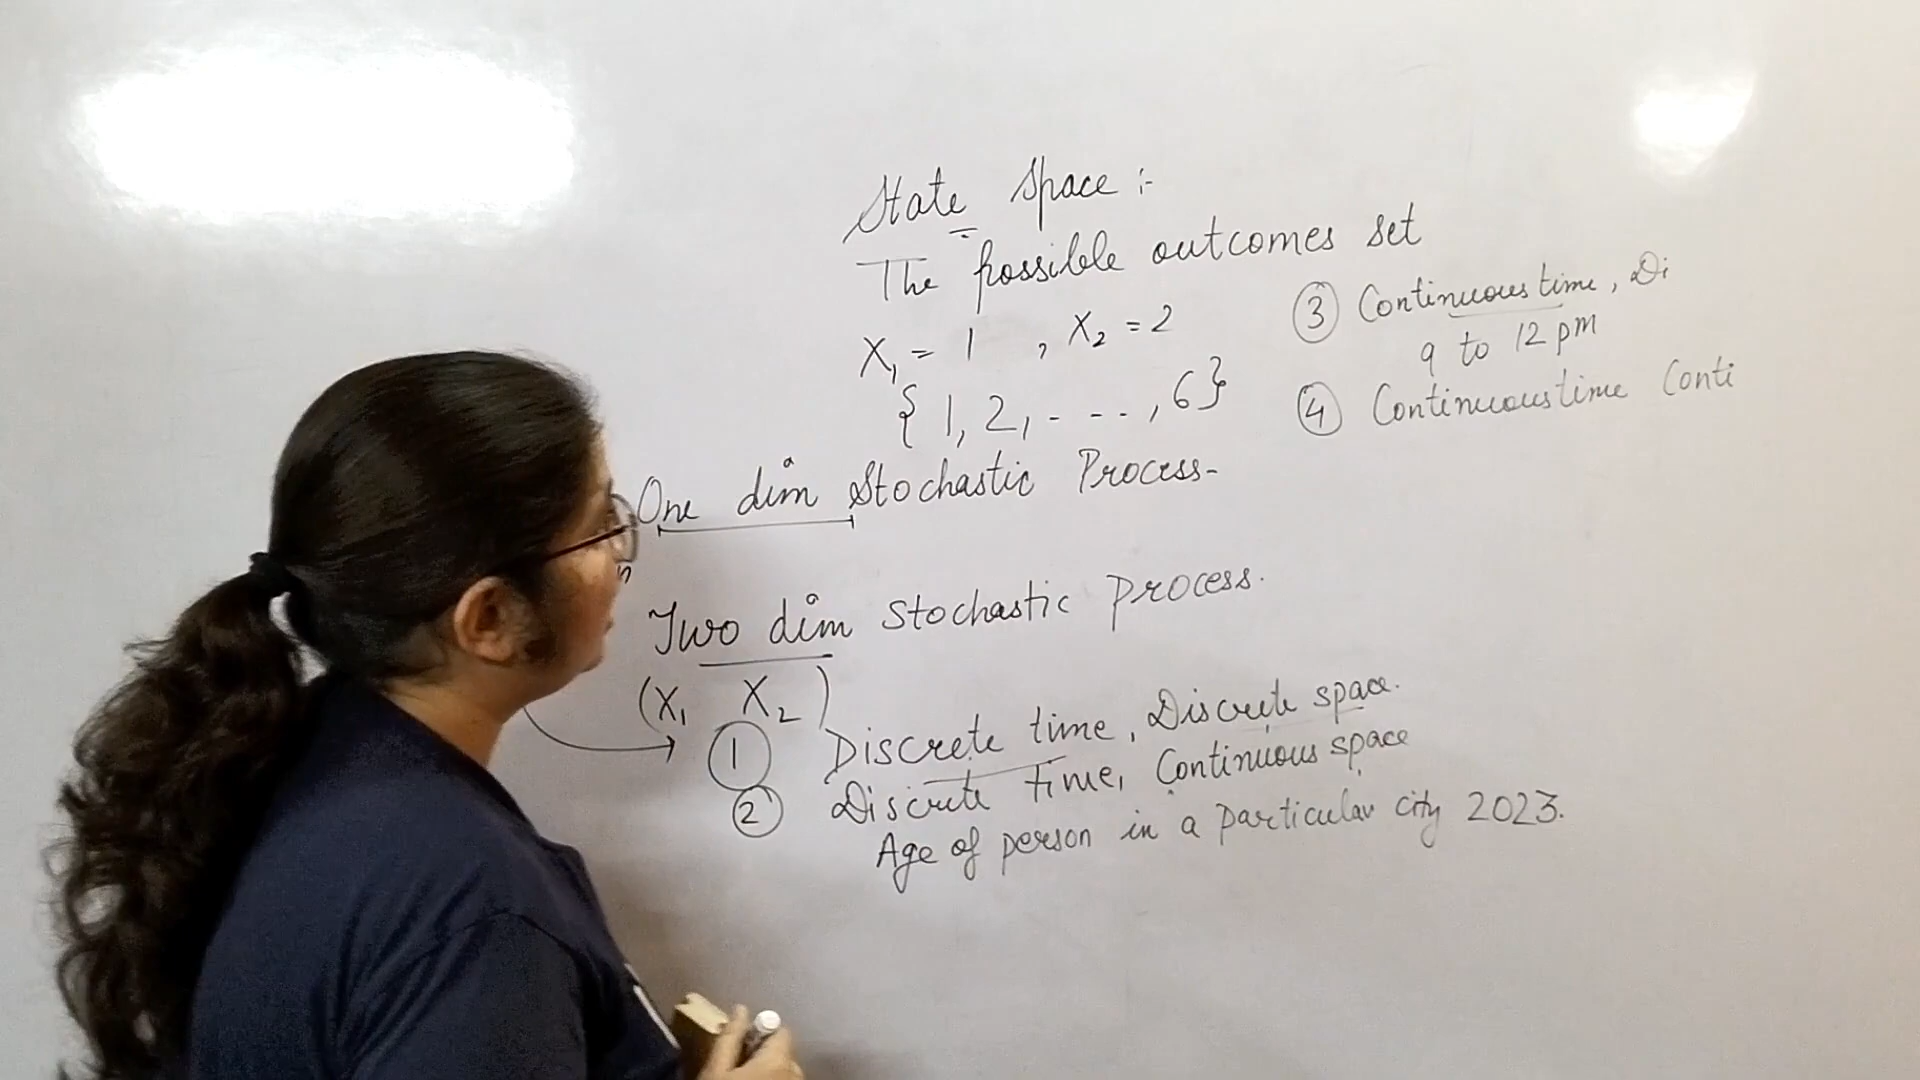 State Space :-
The possible outcomes set
X₁ = 1 , X₂ = 2
{ 1, 2, - - - . , 6 }
One dim Stochastic Process-
Two dim Stochastic Process.
(X₁ X₂)
① Discrete time, Discrete space.
② Discrete time, Continuous space
Age of person in a particular city 2023.
③ Continuous time, Di
9 to 12 pm
④ Continuous time Conti